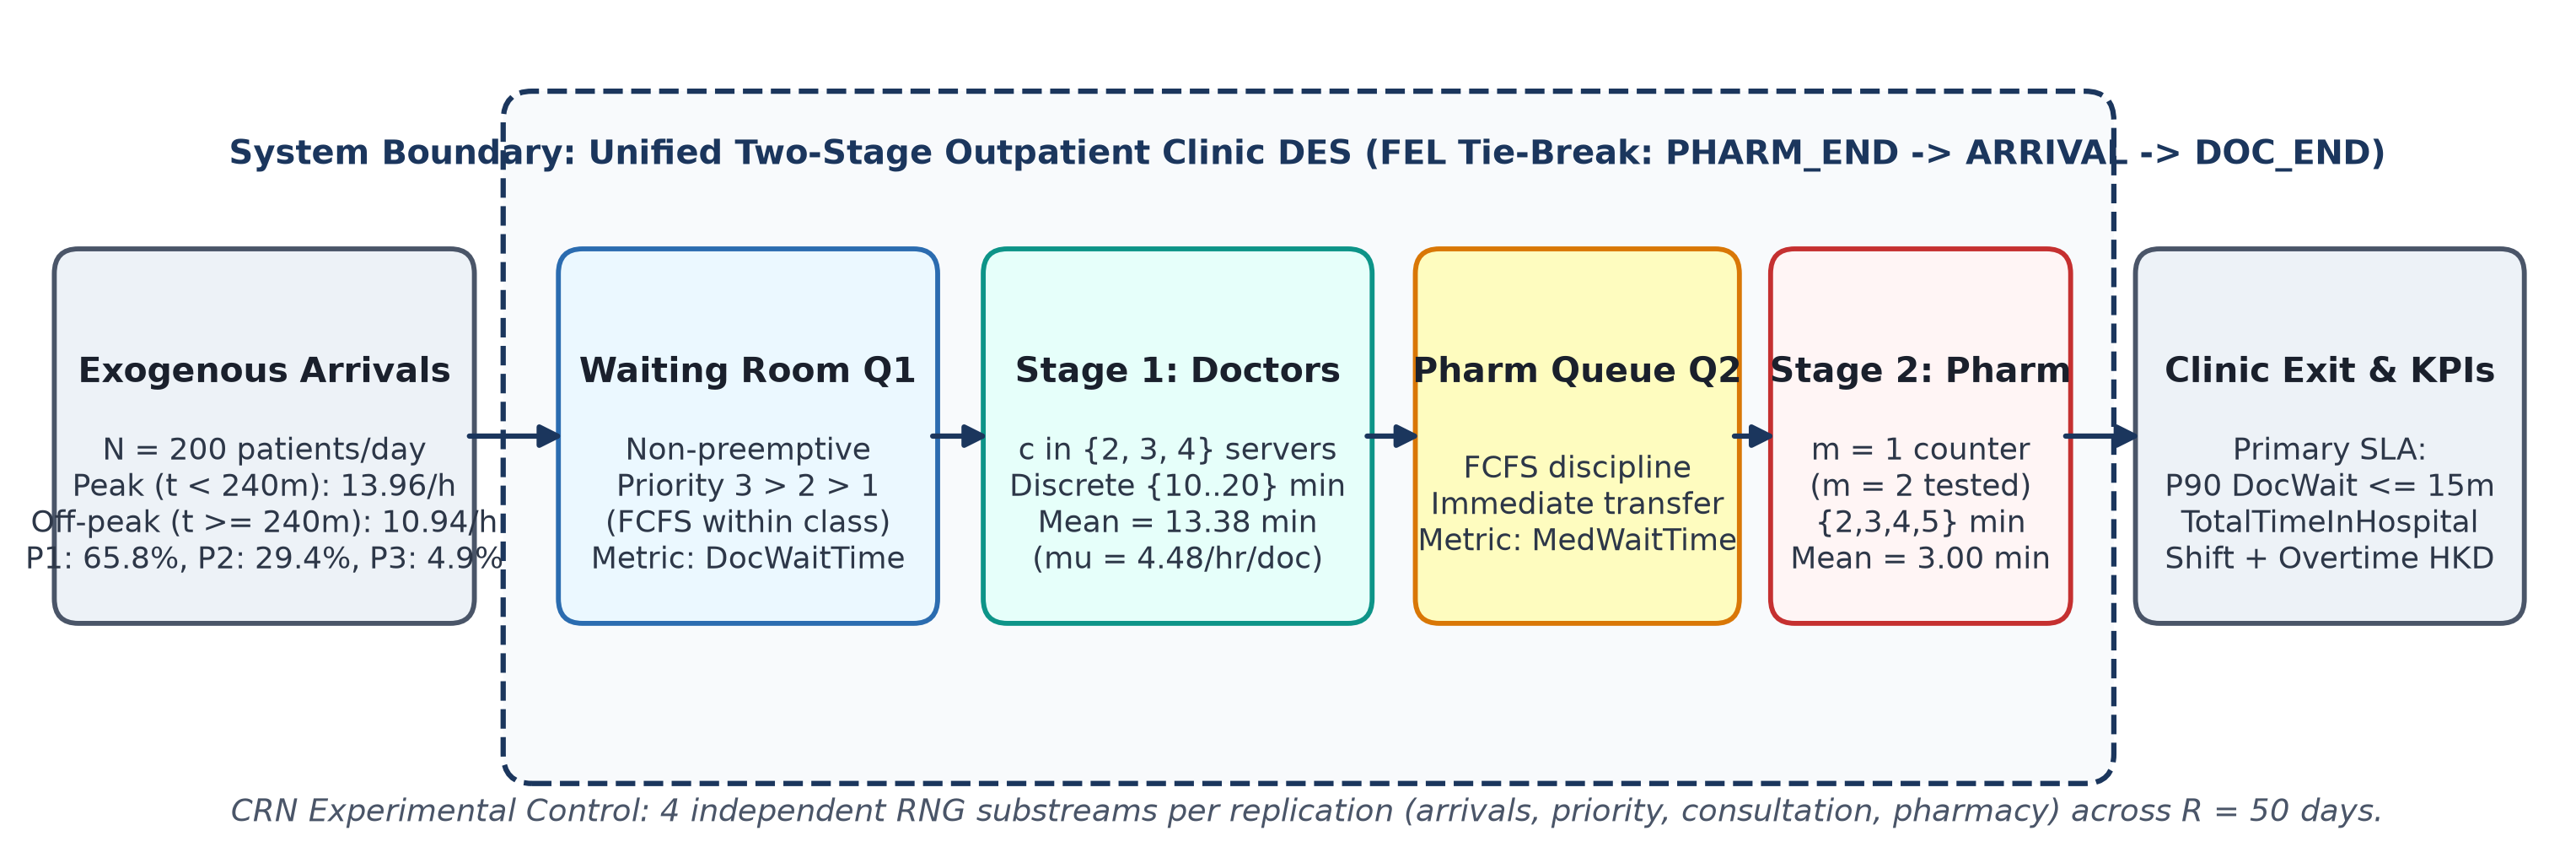 System Boundary: Unified Two-Stage Outpatient Clinic DES (FEL Tie-Break: PHARM_END -> ARRIVAL -> DOC_END)
Exogenous Arrivals
N = 200 patients/day
Peak (t < 240m): 13.96/h
Off-peak (t >= 240m): 10.94/h
P1: 65.8%, P2: 29.4%, P3: 4.9%
Waiting Room Q1
Non-preemptive
Priority 3 > 2 > 1
(FCFS within class)
Metric: DocWaitTime
Stage 1: Doctors
c in {2, 3, 4} servers
Discrete {10..20} min
Mean = 13.38 min
(mu = 4.48/hr/doc)
Pharm Queue Q2
FCFS discipline
Immediate transfer
Metric: MedWaitTime
Stage 2: Pharm
m = 1 counter
(m = 2 tested)
{2,3,4,5} min
Mean = 3.00 min
Clinic Exit & KPIs
Primary SLA:
P90 DocWait <= 15m
TotalTimeInHospital
Shift + Overtime HKD
CRN Experimental Control: 4 independent RNG substreams per replication (arrivals, priority, consultation, pharmacy) across R = 50 days.